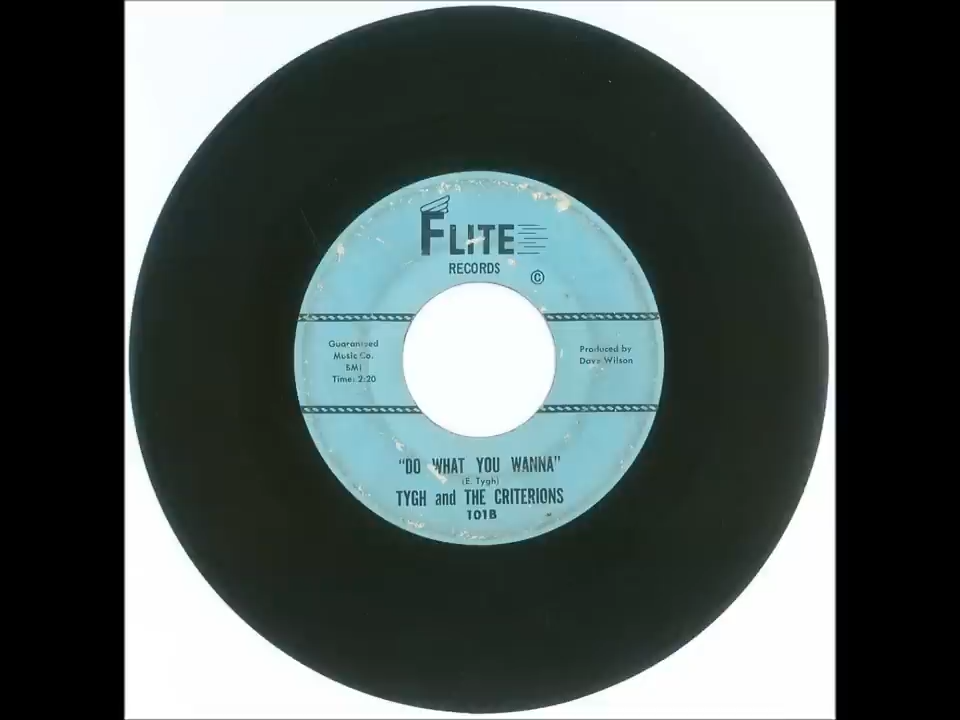 FLITE
RECORDS
©
Guaranteed
Music Co.
BMI
Time: 2:20
Produced by
Dave Wilson
"DO WHAT YOU WANNA"
(E. Tygh)
TYGH and THE CRITERIONS
101B